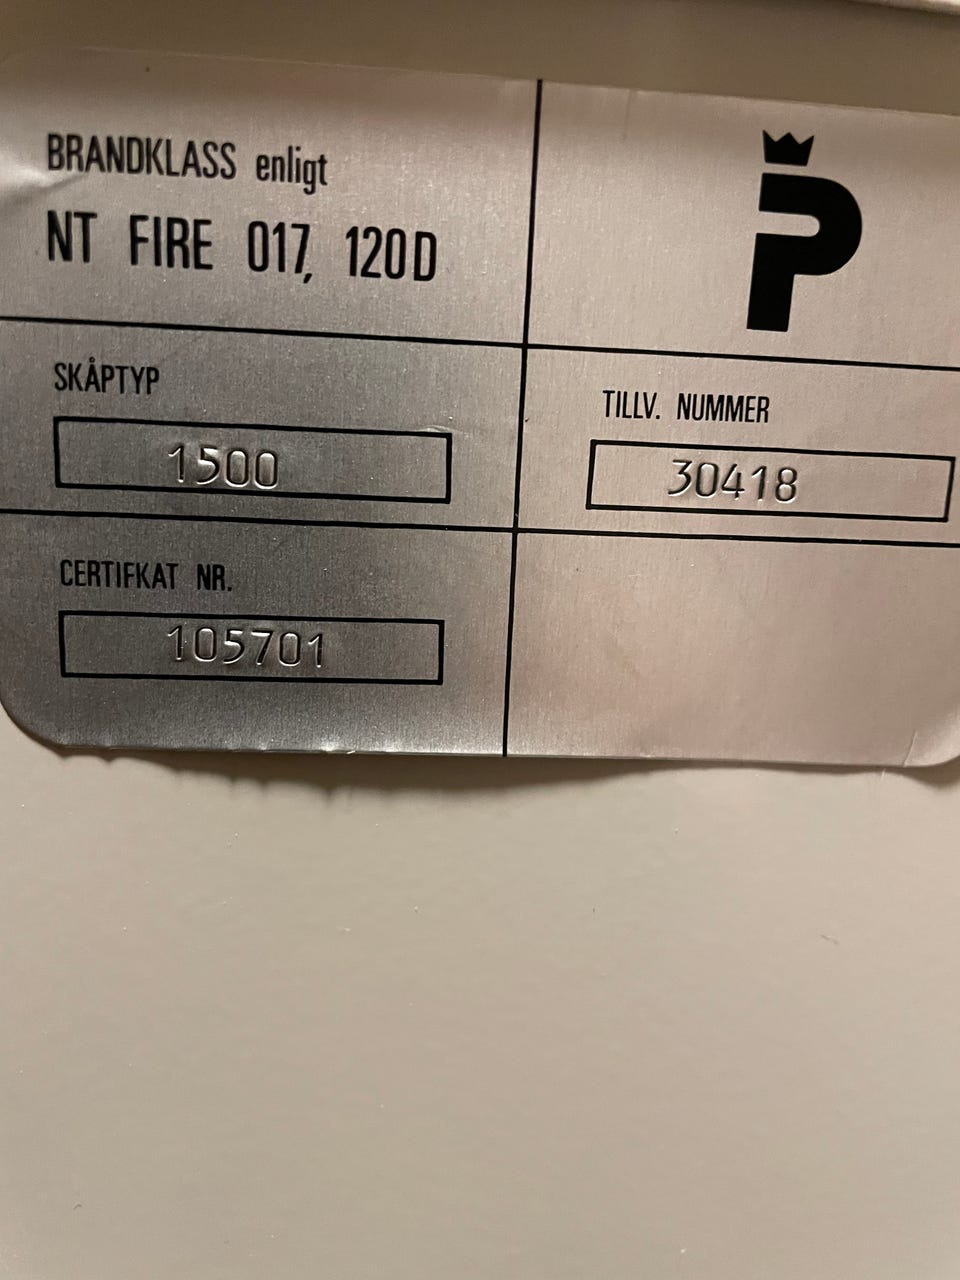 BRANDKLASS enligt
NT FIRE 017, 120D
P
SKÅPTYP
1500
TILLV. NUMMER
30418
CERTIFKAT NR.
105701